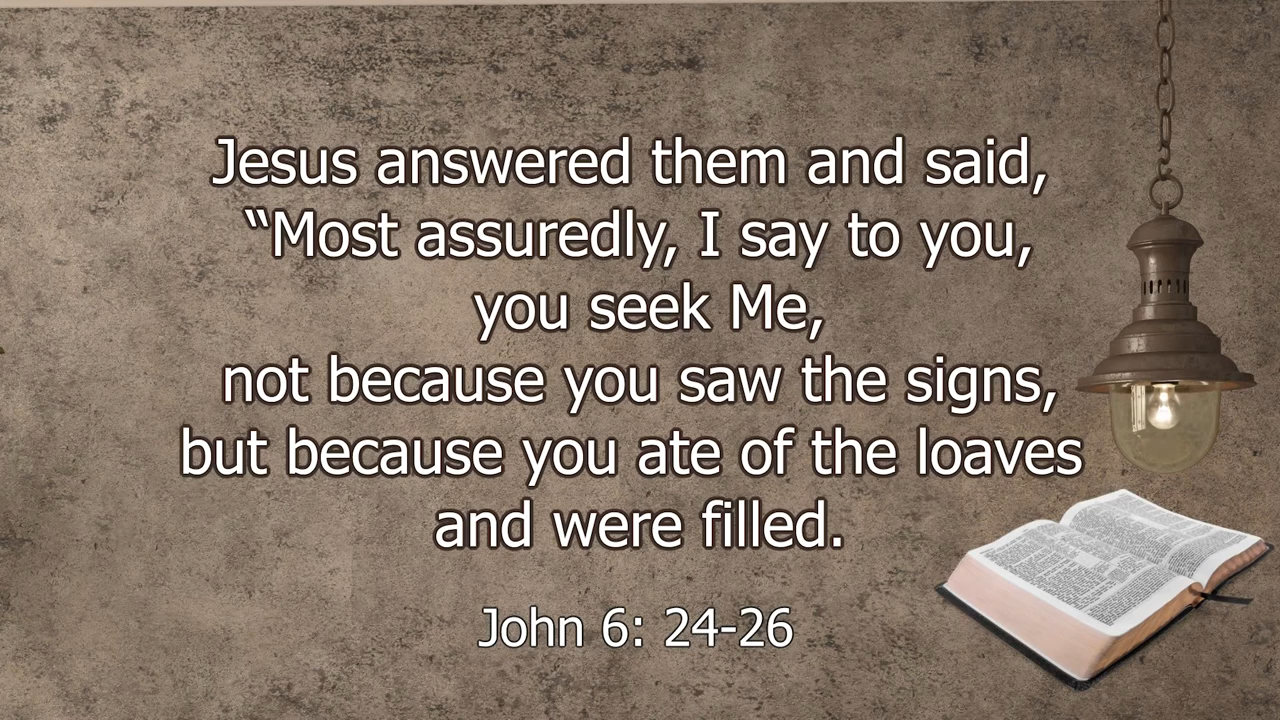 Jesus answered them and said,
“Most assuredly, I say to you,
you seek Me,
not because you saw the signs,
but because you ate of the loaves
and were filled.
John 6: 24-26